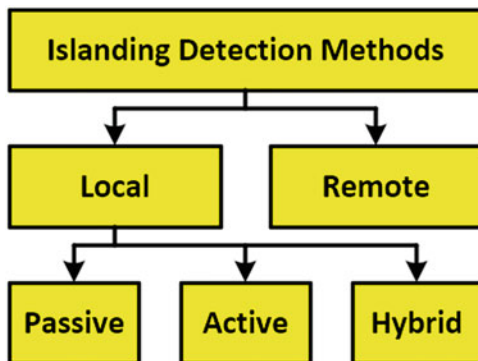 Islanding Detection Methods
Local
Remote
Passive
Active
Hybrid